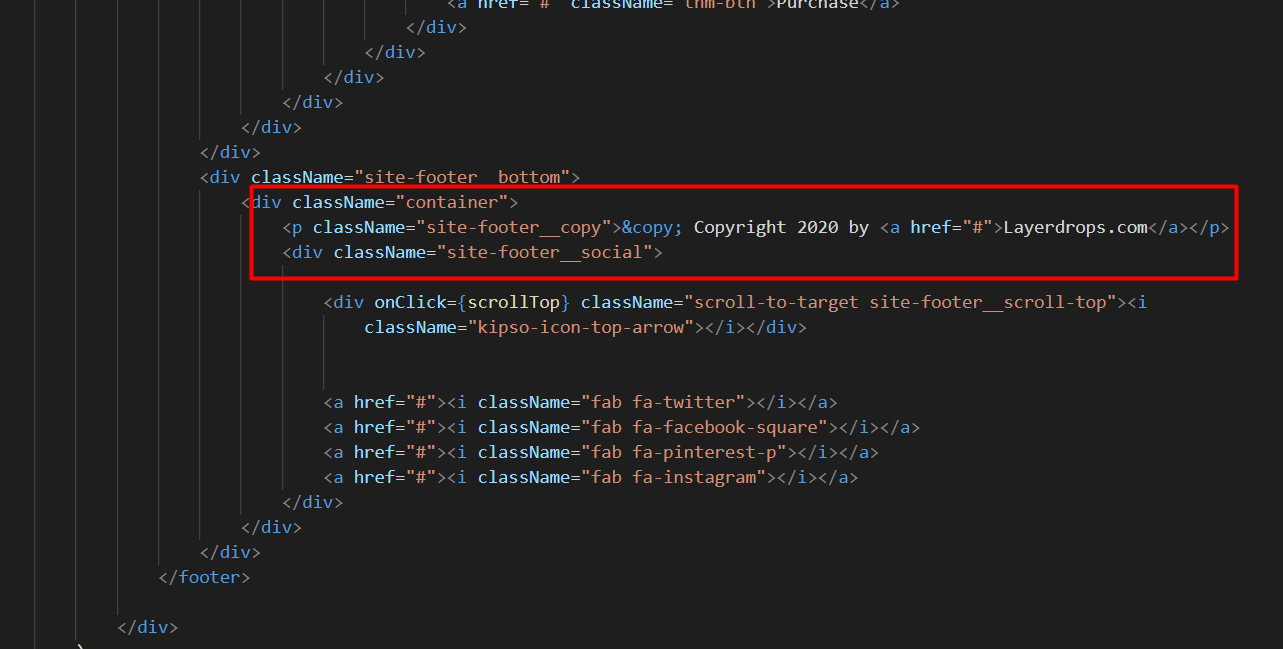 <a href="#" className="thm-btn">Purchase</a>
</div>
</div>
</div>
</div>
</div>
</div>
<div className="site-footer__bottom">
<div className="container">
<p className="site-footer__copy">&copy; Copyright 2020 by <a href="#">Layerdrops.com</a></p>
<div className="site-footer__social">
<div onClick={scrollTop} className="scroll-to-target site-footer__scroll-top"><i
className="kipso-icon-top-arrow"></i></div>
<a href="#"><i className="fab fa-twitter"></i></a>
<a href="#"><i className="fab fa-facebook-square"></i></a>
<a href="#"><i className="fab fa-pinterest-p"></i></a>
<a href="#"><i className="fab fa-instagram"></i></a>
</div>
</div>
</div>
</footer>
</div>